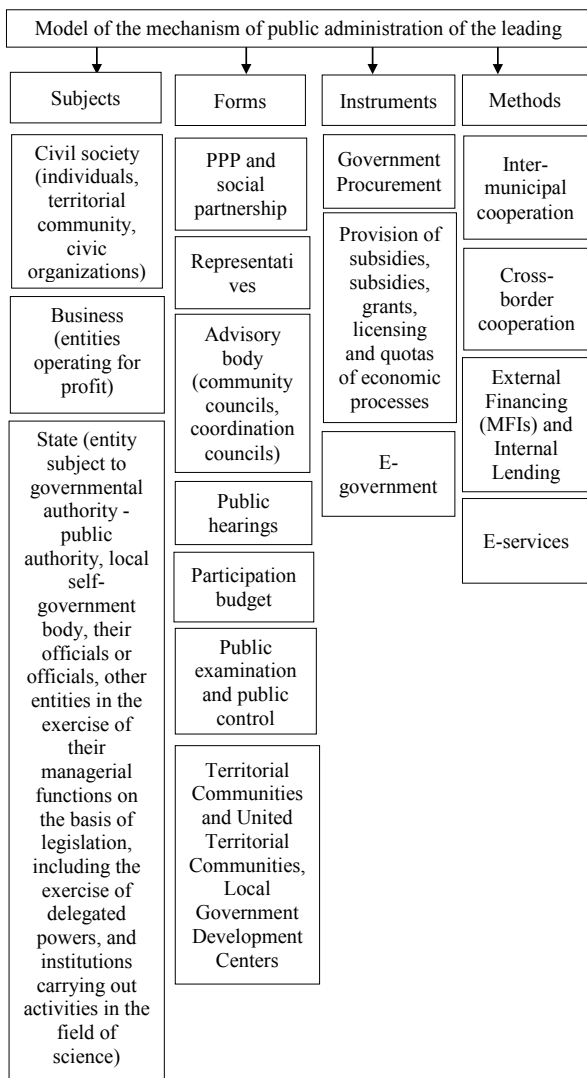 Model of the mechanism of public administration of the leading
Subjects
Civil society
(individuals,
territorial
community,
civic
organizations)
Business
(entities
operating for
profit)
State (entity
subject to
governmental
authority -
public
authority, local
self-
government
body, their
officials or
officials, other
entities in the
exercise of
their
managerial
functions on
the basis of
legislation,
including the
exercise of
delegated
powers, and
institutions
carrying out
activities in the
field of
science)
Forms
PPP and
social
partnership
Representati
ves
Advisory
body
(community
councils,
coordination
councils)
Public
hearings
Participation
budget
Public
examination
and public
control
Territorial
Communities
and United
Territorial
Communities,
Local
Government
Development
Centers
Instruments
Government
Procurement
Provision of
subsidies,
subsidies,
grants,
licensing
and quotas
of economic
processes
E-
government
Methods
Inter-
municipal
cooperation
Cross-
border
cooperation
External
Financing
(MFIs) and
Internal
Lending
E-services